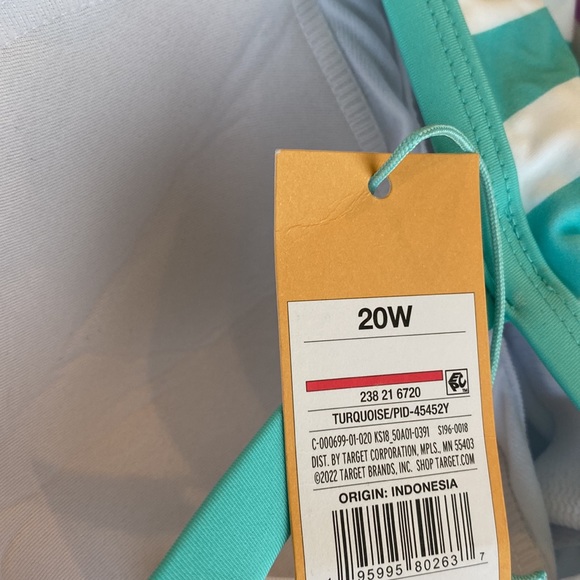 20W
238 21 6720
TURQUOISE/PID-45452Y
C-000699-01-020 KS18_50A01-0391 S196-0018
DIST. BY TARGET CORPORATION, MPLS., MN 55403
©2022 TARGET BRANDS, INC. SHOP TARGET.COM
ORIGIN: INDONESIA
95995 80263 7